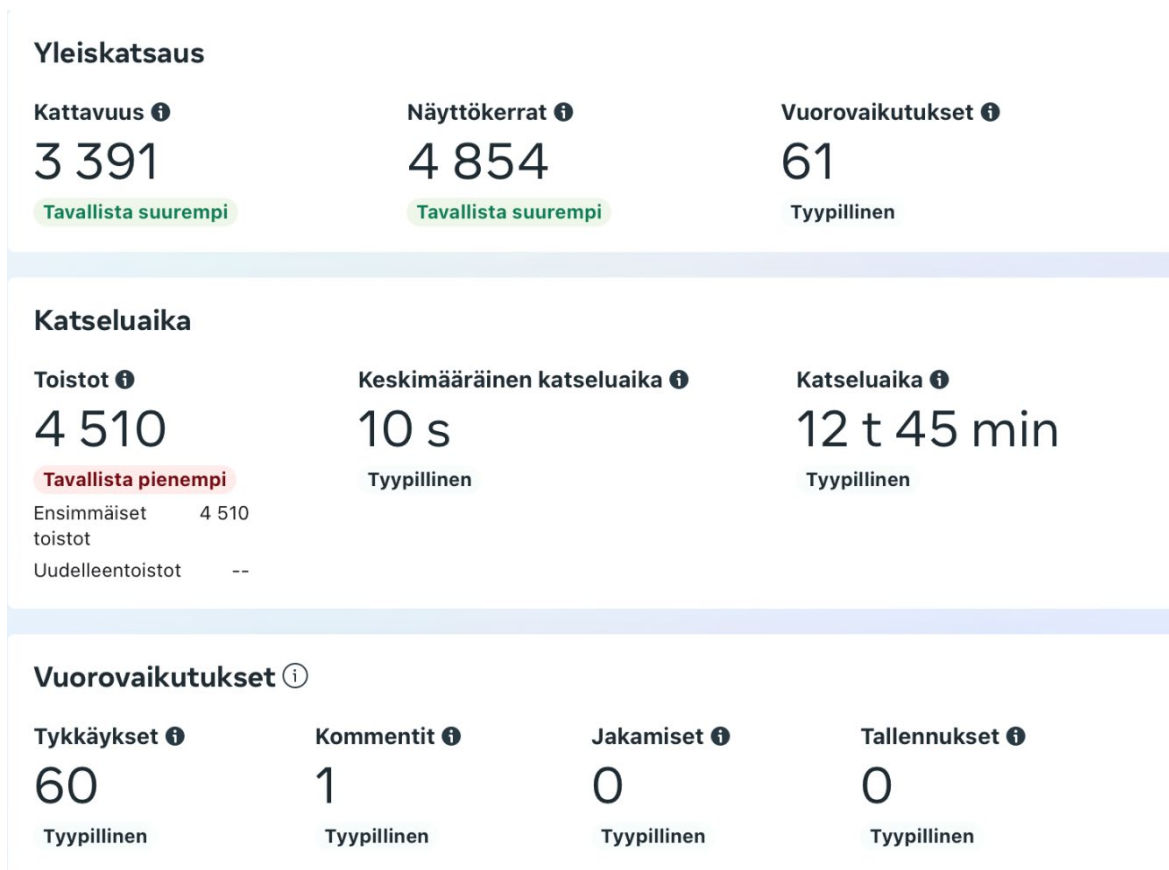 Yleiskatsaus
Kattavuus Näyttökerrat Vuorovaikutukset
3 391 4 854 61
Tavallista suurempi Tavallista suurempi Tyypillinen
Katseluaika
Toistot Keskimääräinen katseluaika Katseluaika
4 510 10 s 12 t 45 min
Tavallista pienempi Tyypillinen Tyypillinen
Ensimmäiset 4 510
toistot
Uudelleentoistot --
Vuorovaikutukset
Tykkäykset Kommentit Jakamiset Tallennukset
60 1 0 0
Tyypillinen Tyypillinen Tyypillinen Tyypillinen